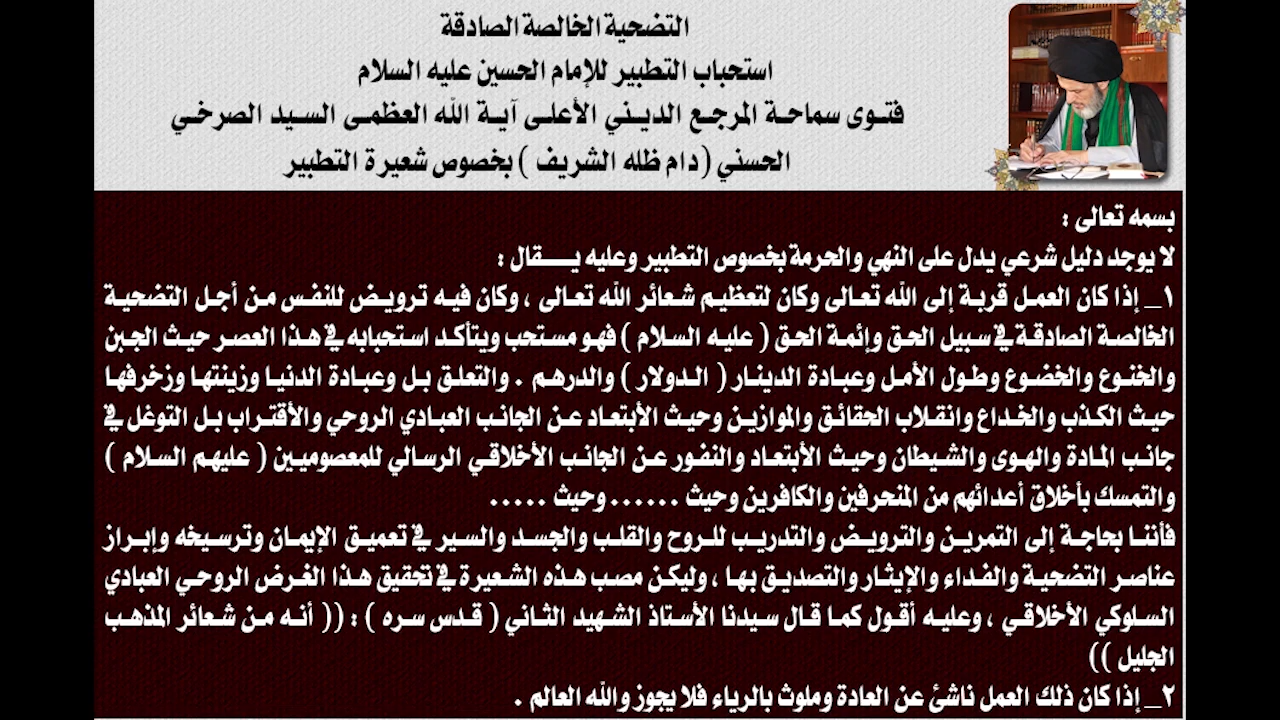 التضحية الخالصة الصادقة
استحباب التطبير للإمام الحسين عليه السلام
فتوى سماحة المرجع الديني الأعلى آية الله العظمى السيد الصرخي
الحسني ( دام ظله الشريف ) بخصوص شعيرة التطبير
بسمه تعالى :
لا يوجد دليل شرعي يدل على النهي والحرمة بخصوص التطبير وعليه يـــقال :
١_ إذا كان العمل قربة إلى الله تعالى وكان لتعظيم شعائر الله تعالى ، وكان فيه ترويض للنفس من أجل التضحية
الخالصة الصادقة في سبيل الحق وإئمة الحق ( عليه السلام ) فهو مستحب ويتأكد استحبابه في هذا العصر حيث الجبن
والخنوع والخضوع وطول الأمل وعبادة الدينار ( الدولار ) والدرهم . والتعلق بل وعبادة الدنيا وزينتها وزخرفها
حيث الكذب والخداع وانقلاب الحقائق والموازين وحيث الأبتعاد عن الجانب العبادي الروحي والأقتراب بل التوغل في
جانب المادة والهوى والشيطان وحيث الأبتعاد والنفور عن الجانب الأخلاقي الرسالي للمعصوميين ( عليهم السلام )
والتمسك بأخلاق أعدائهم من المنحرفين والكافرين وحيث ...... وحيث .....
فأننا بحاجة إلى التمرين والترويض والتدريب للروح والقلب والجسد والسير في تعميق الإيمان وترسيخه وإبراز
عناصر التضحية والفداء والإيثار والتصديق بها ، وليكن مصب هذه الشعيرة في تحقيق هذا الغرض الروحي العبادي
السلوكي الأخلاقي ، وعليه أقول كما قال سيدنا الأستاذ الشهيد الثاني ( قدس سره ) : (( أنه من شعائر المذهب
الجليل ))
٢_ إذا كان ذلك العمل ناشئ عن العادة وملوث بالرياء فلا يجوز والله العالم .